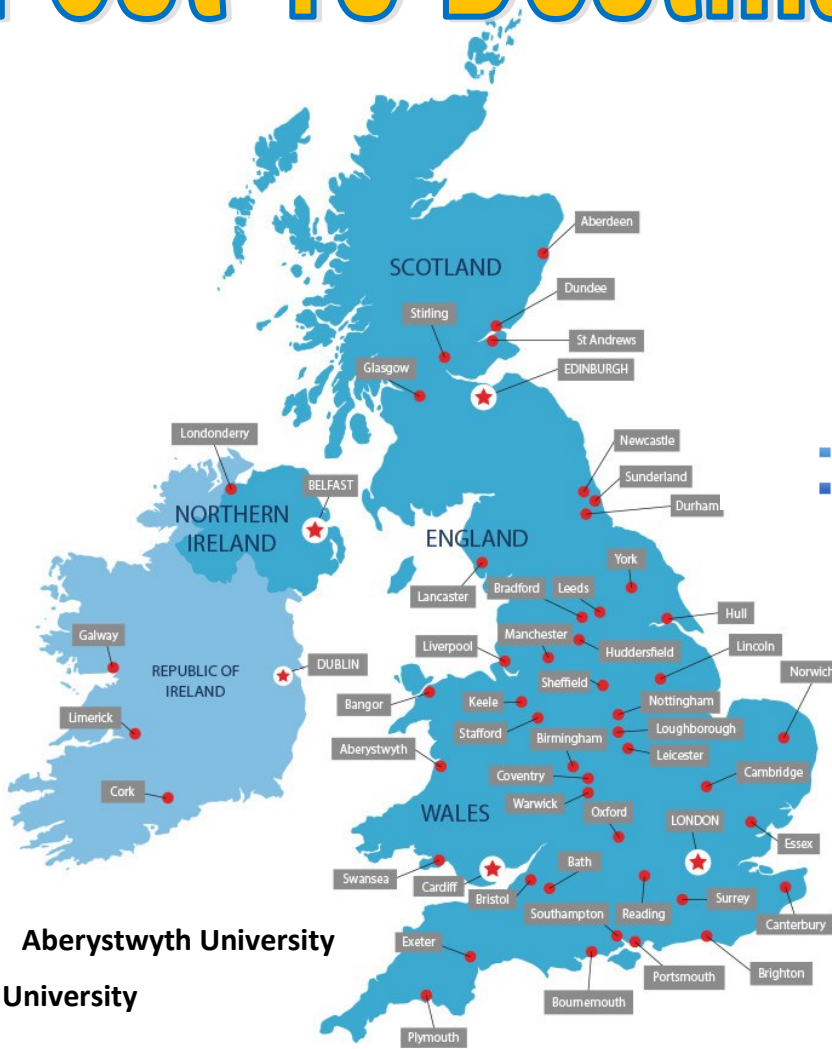 Aberdeen
SCOTLAND
Dundee
Stirling
St Andrews
Glasgow
EDINBURGH
Londonderry
Newcastle
Sunderland
BELFAST
Durham
NORTHERN
IRELAND
ENGLAND
York
Lancaster
Bradford
Leeds
Hull
Galway
Manchester
Liverpool
Huddersfield
Lincoln
DUBLIN
REPUBLIC OF
IRELAND
Sheffield
Norwich
Bangor
Keele
Nottingham
Limerick
Stafford
Loughborough
Birmingham
Aberystwyth
Leicester
Coventry
Cambridge
Cork
Warwick
WALES
Oxford
LONDON
Essex
Bath
Swansea
Cardiff
Bristol
Surrey
Southampton
Reading
Canterbury
Aberystwyth University
Exeter
Portsmouth
Brighton
University
Bournemouth
Plymouth